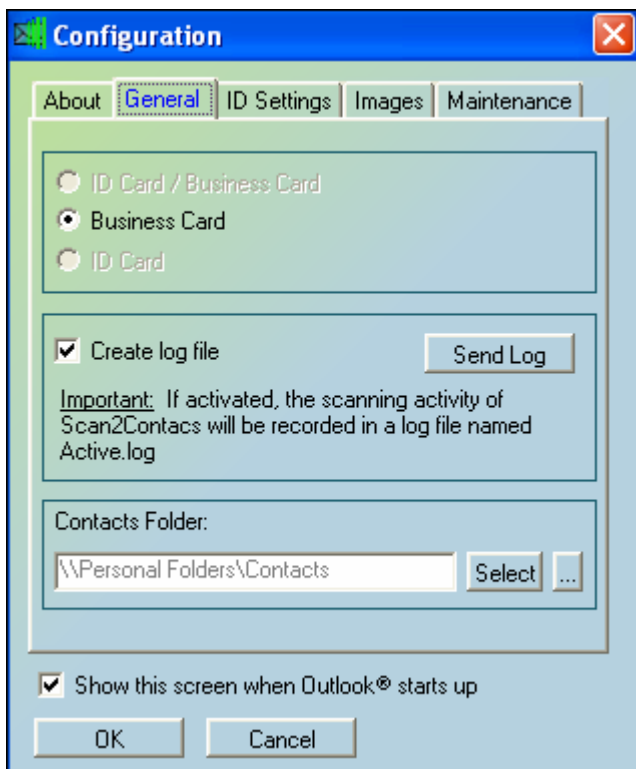 Configuration
About General ID Settings Images Maintenance
ID Card / Business Card
Business Card
ID Card
Create log file Send Log
Important: If activated, the scanning activity of
Scan2Contacs will be recorded in a log file named
Active.log
Contacts Folder:
\\Personal Folders\Contacts Select ...
Show this screen when Outlook® starts up
OK Cancel